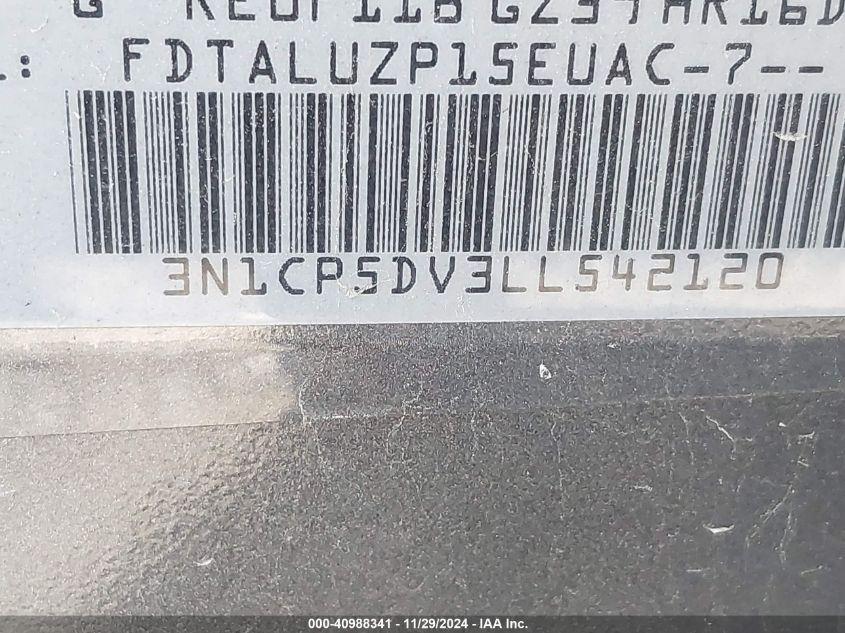 G
L: FDTALUZP15EUAC-7--
3N1CP5DV3LL542120
000-40988341 | 11/29/2024 - IAA Inc.